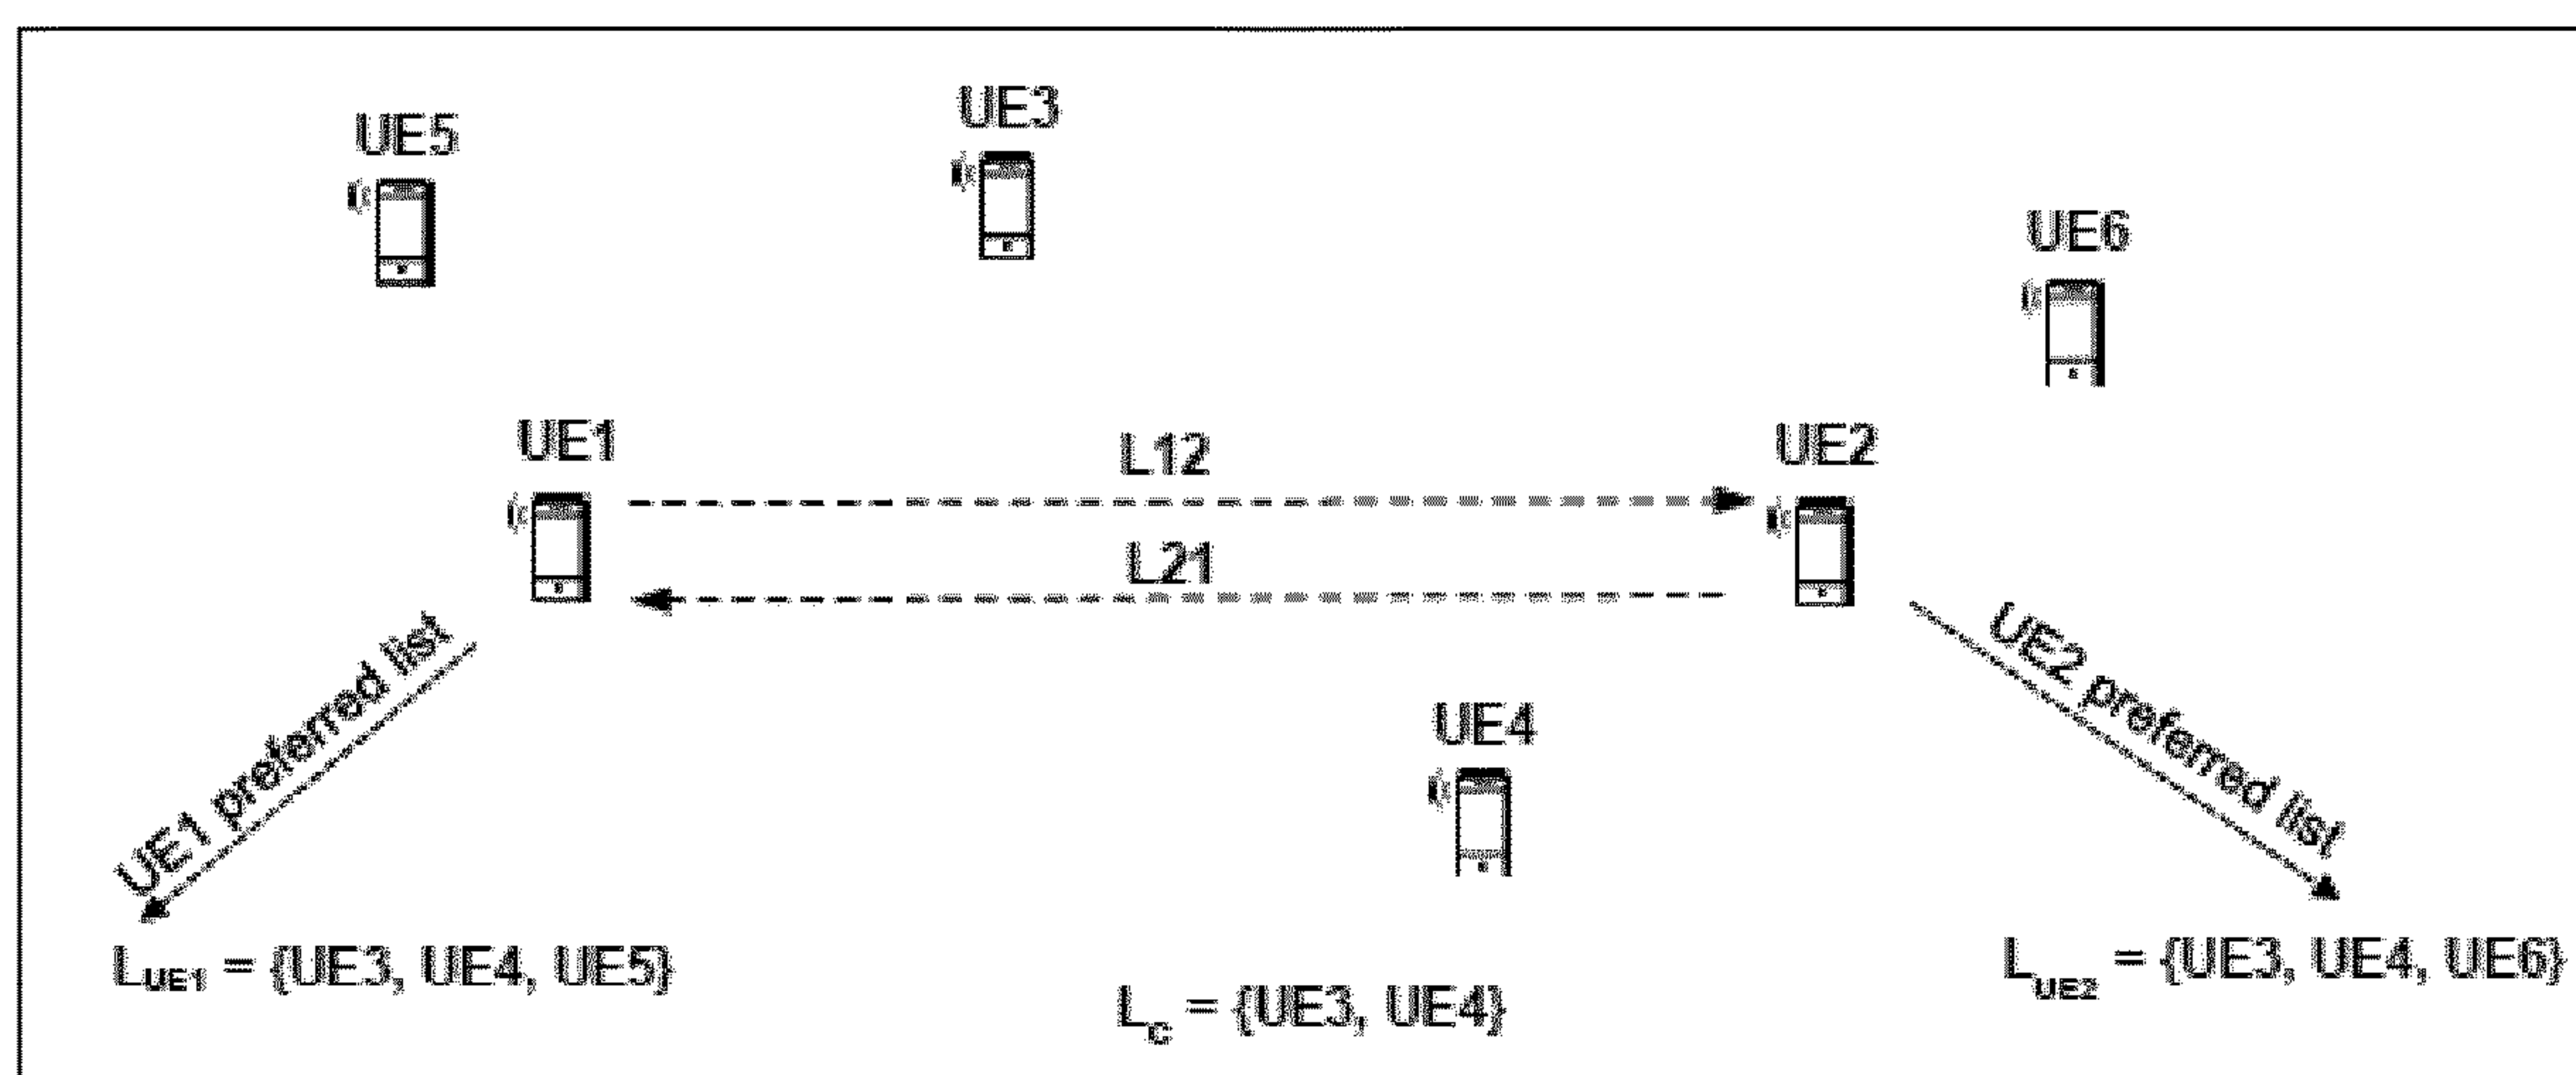 UE3
UE5
UE6
UE1
L12
UE2
L21
UE1 preferred list
UE2 preferred list
UE4
LUE1 = {UE3, UE4, UE5}
LUE2 = {UE3, UE4, UE6}
LC = {UE3, UE4}